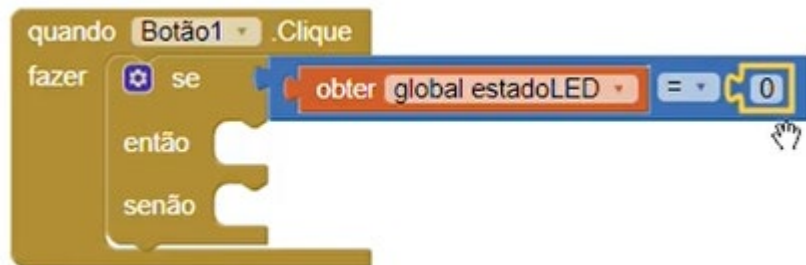 quando Botão1 .Clique
fazer se obter global estadoLED = 0
então
senão